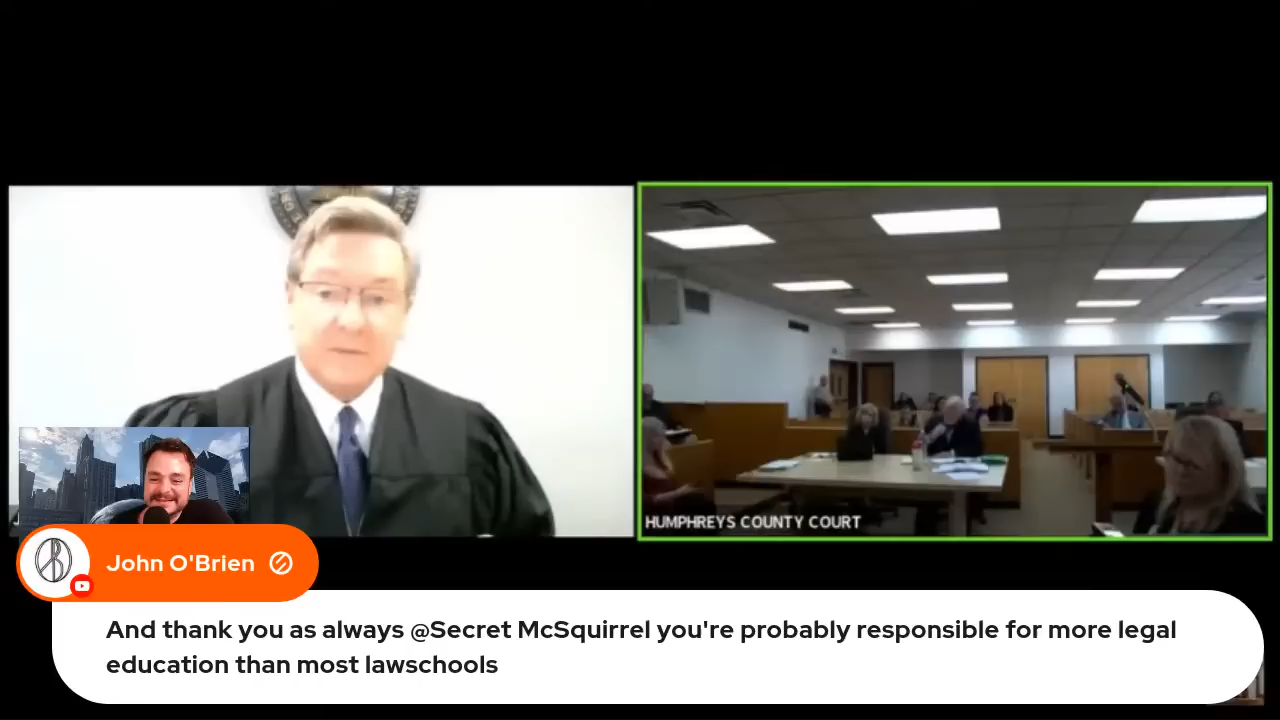 HUMPHREYS COUNTY COURT
John O'Brien
And thank you as always @Secret McSquirrel you're probably responsible for more legal
education than most lawschools